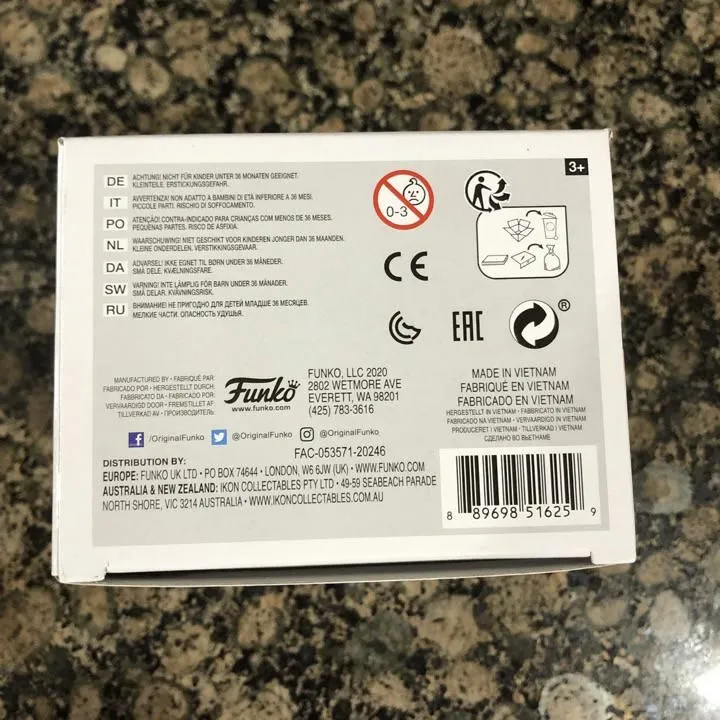 3+
DE ACHTUNG! NICHT FÜR KINDER UNTER 36 MONATEN GEEIGNET.
KLEINTEILE. ERSTICKUNGSGEFAHR.
IT AVVERTENZA! NON ADATTO A BAMBINI DI ETÀ INFERIORE A 36 MESI.
PICCOLE PARTI. RISCHIO DI SOFFOCAMENTO.
PO ATENÇÃO! CONTRA-INDICADO PARA CRIANÇAS COM MENOS DE 36 MESES.
PEQUENAS PARTES. RISCO DE ASFIXIA.
NL WAARSCHUWING! NIET GESCHIKT VOOR KINDEREN JONGER DAN 36 MAANDEN.
KLEINE ONDERDELEN. VERSTIKKINGSGEVAAR.
DA ADVARSEL! IKKE EGNET TIL BØRN UNDER 36 MÅNEDER.
SMÅ DELE. KVÆLNINGSFARE.
SW VARNING! INTE LÄMPLIG FÖR BARN UNDER 36 MÅNADER.
SMÅ DELAR. KVÄVNINGSRISK.
RU ВНИМАНИЕ! НЕ ПРИГОДНО ДЛЯ ДЕТЕЙ МЛАДШЕ 36 МЕСЯЦЕВ.
МЕЛКИЕ ЧАСТИ. ОПАСНОСТЬ УДУШЬЯ.
0-3
CE
EAC
®
MANUFACTURED BY • FABRIQUÉ PAR
FABRICADO POR • HERGESTELLT DURCH:
FABBRICATO DA • FABRICADO POR:
VERVAARDIGD DOOR • FREMSTILLET AF
TILLVERKAD AV • ПРОИЗВОДИТЕЛЬ
Funko
www.funko.com
FUNKO, LLC 2020
2802 WETMORE AVE
EVERETT, WA 98201
(425) 783-3616
MADE IN VIETNAM
FABRIQUÉ EN VIETNAM
FABRICADO EN VIETNAM
HERGESTELLT IN VIETNAM • FABBRICATO IN VIETNAM
FABRICADO NA VIETNAM • VERVAARDIGD IN VIETNAM
PRODUCERET I VIETNAM • TILLVERKAD I VIETNAM
СДЕЛАНО ВО ВЬЕТНАМЕ
/OriginalFunko @OriginalFunko @OriginalFunko
FAC-053571-20246
DISTRIBUTION BY:
EUROPE: FUNKO UK LTD • PO BOX 74644 • LONDON, W6 6JW (UK) • WWW.FUNKO.COM
AUSTRALIA & NEW ZEALAND: IKON COLLECTABLES PTY LTD • 49-59 SEABEACH PARADE
NORTH SHORE, VIC 3214 AUSTRALIA • WWW.IKONCOLLECTABLES.COM.AU
8 89698 51625 9